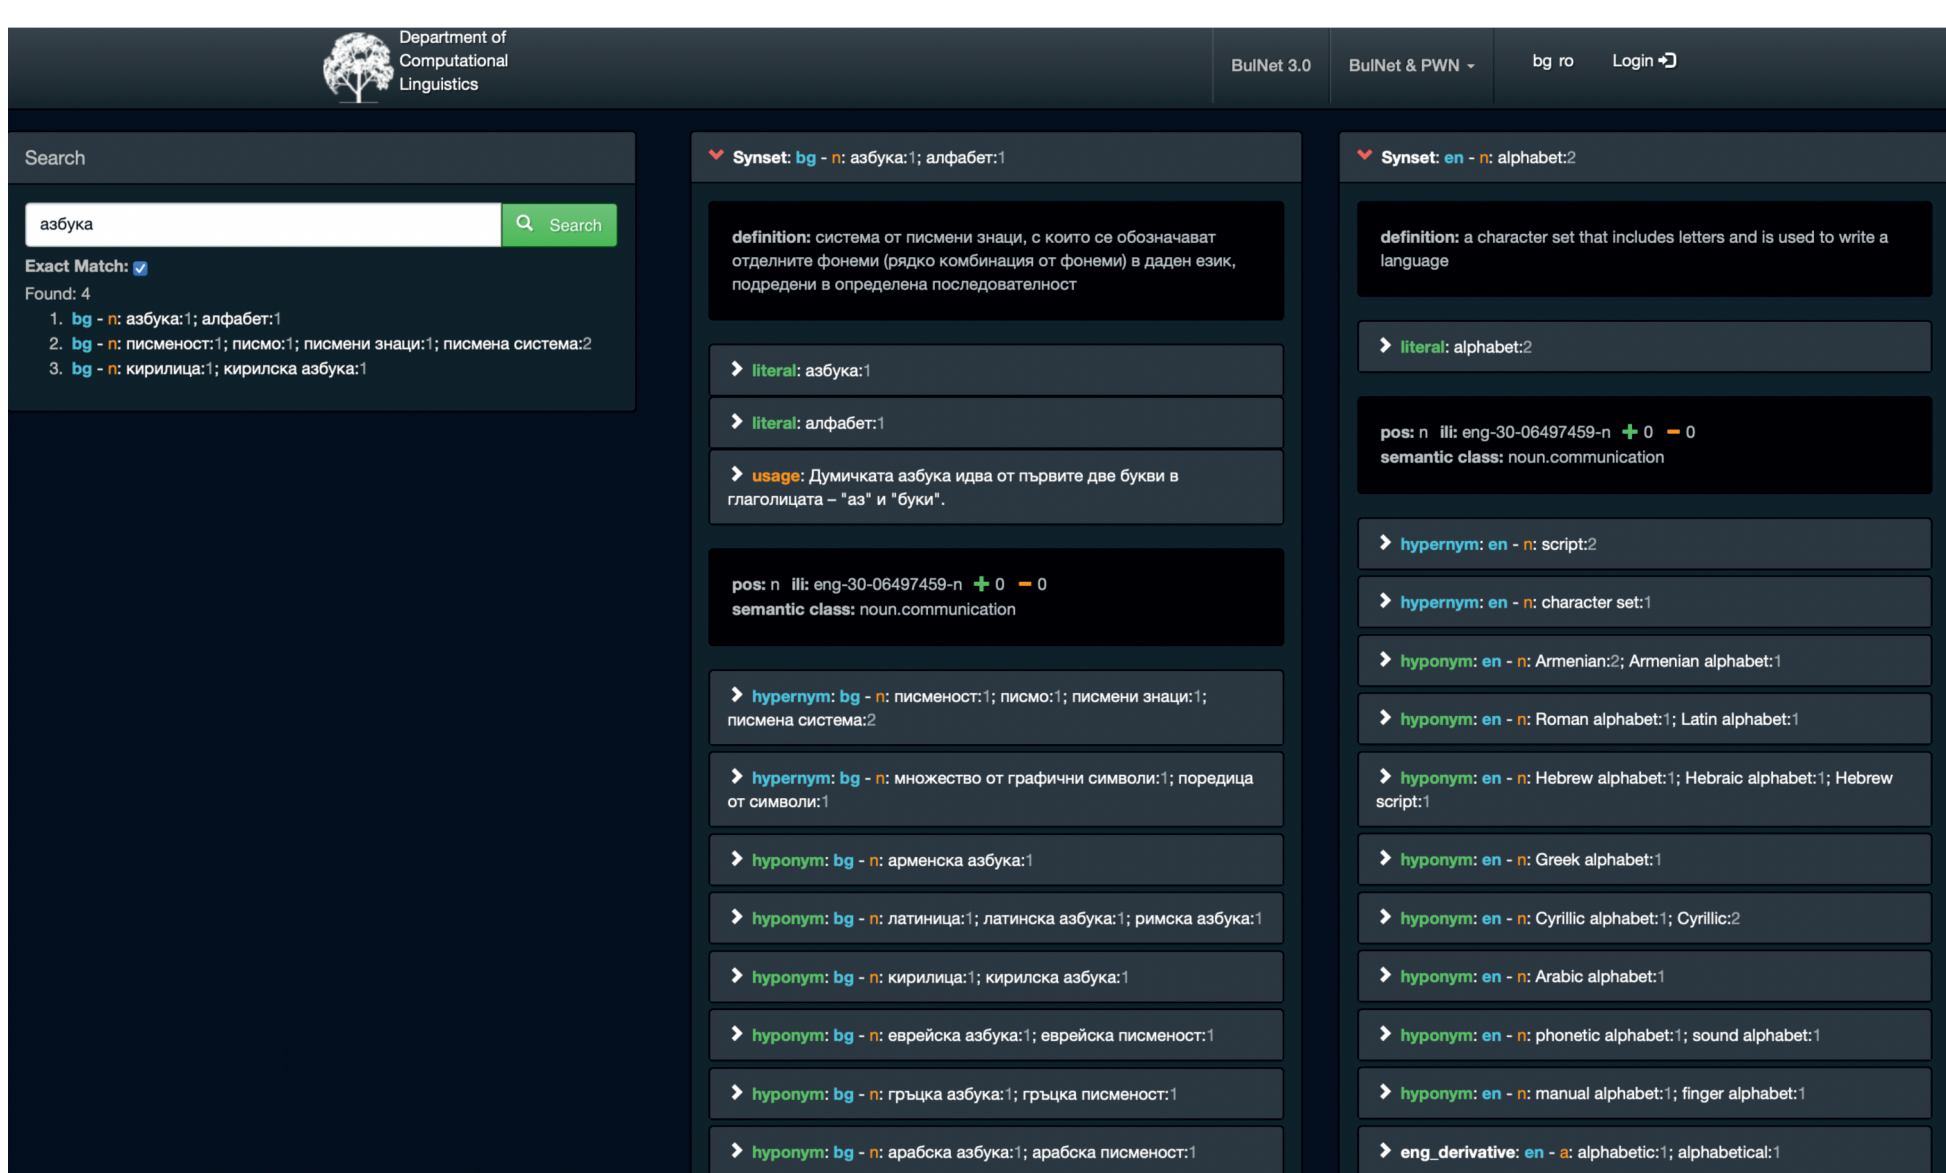 Department of
Computational
Linguistics
BulNet 3.0
BulNet & PWN
bg ro
Login
Search
азбука
Search
Exact Match:
Found: 4
1. bg - n: азбука:1; алфабет:1
2. bg - n: писменост:1; писмо:1; писмени знаци:1; писмена система:2
3. bg - n: кирилица:1; кирилска азбука:1
Synset: bg - n: азбука:1; алфабет:1
definition: система от писмени знаци, с които се обозначават
отделните фонеми (рядко комбинация от фонеми) в даден език,
подредени в определена последователност
literal: азбука:1
literal: алфабет:1
usage: Думичката азбука идва от първите две букви в
глаголицата – "аз" и "буки".
pos: n ili: eng-30-06497459-n + 0 − 0
semantic class: noun.communication
hypernym: bg - n: писменост:1; писмо:1; писмени знаци:1;
писмена система:2
hypernym: bg - n: множество от графични символи:1; поредица
от символи:1
hyponym: bg - n: арменска азбука:1
hyponym: bg - n: латиница:1; латинска азбука:1; римска азбука:1
hyponym: bg - n: кирилица:1; кирилска азбука:1
hyponym: bg - n: еврейска азбука:1; еврейска писменост:1
hyponym: bg - n: гръцка азбука:1; гръцка писменост:1
hyponym: bg - n: арабска азбука:1; арабска писменост:1
Synset: en - n: alphabet:2
definition: a character set that includes letters and is used to write a
language
literal: alphabet:2
pos: n ili: eng-30-06497459-n + 0 − 0
semantic class: noun.communication
hypernym: en - n: script:2
hypernym: en - n: character set:1
hyponym: en - n: Armenian:2; Armenian alphabet:1
hyponym: en - n: Roman alphabet:1; Latin alphabet:1
hyponym: en - n: Hebrew alphabet:1; Hebraic alphabet:1; Hebrew
script:1
hyponym: en - n: Greek alphabet:1
hyponym: en - n: Cyrillic alphabet:1; Cyrillic:2
hyponym: en - n: Arabic alphabet:1
hyponym: en - n: phonetic alphabet:1; sound alphabet:1
hyponym: en - n: manual alphabet:1; finger alphabet:1
eng_derivative: en - a: alphabetic:1; alphabetical:1